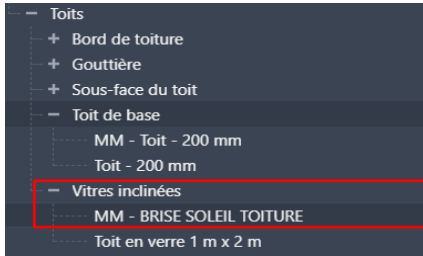 Toits
Bord de toiture
Gouttière
Sous-face du toit
Toit de base
MM - Toit - 200 mm
Toit - 200 mm
Vitres inclinées
MM - BRISE SOLEIL TOITURE
Toit en verre 1 m x 2 m